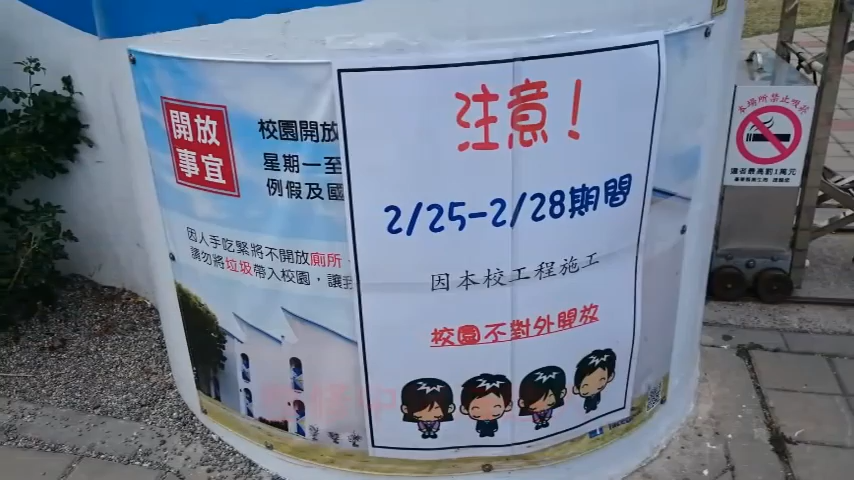 開放
事宜
校園開放
星期一至
例假及國
因人手吃緊將不開放廁所，
請勿將垃圾帶入校園，讓我
注意！
2/25-2/28期間
因本校工程施工
校園不對外開放
本場所禁止吸菸
違者最高罰1萬元